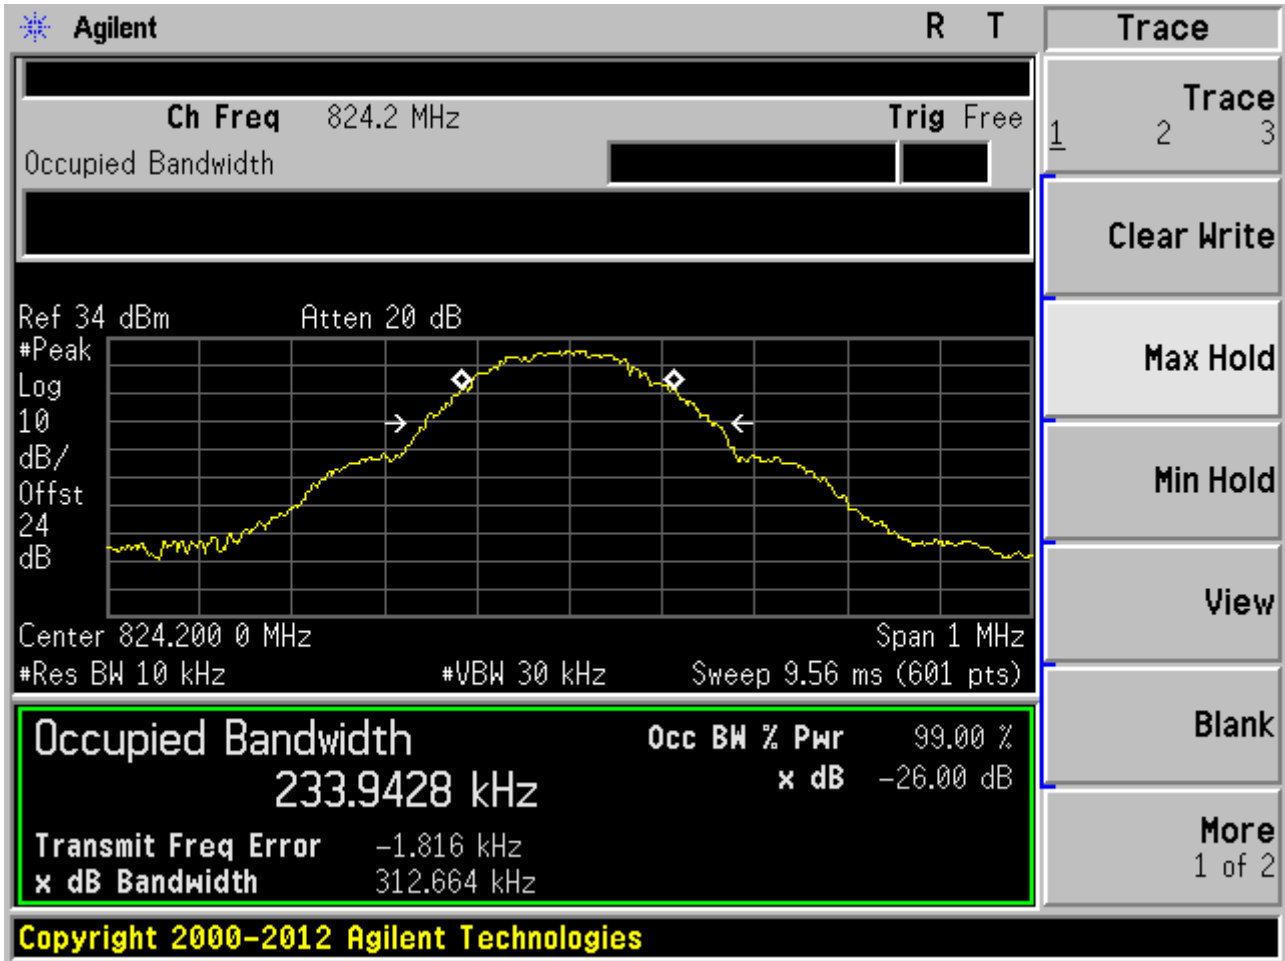 Agilent R T
Ch Freq 824.2 MHz Trig Free
Occupied Bandwidth
Ref 34 dBm Atten 20 dB
#Peak
Log
10
dB/
Offst
24
dB
Center 824.200 0 MHz Span 1 MHz
#Res BW 10 kHz #VBW 30 kHz Sweep 9.56 ms (601 pts)
Occupied Bandwidth Occ BW % Pwr 99.00 %
233.9428 kHz x dB -26.00 dB
Transmit Freq Error -1.816 kHz
x dB Bandwidth 312.664 kHz
Copyright 2000-2012 Agilent Technologies
Trace
Trace
1 2 3
Clear Write
Max Hold
Min Hold
View
Blank
More
1 of 2